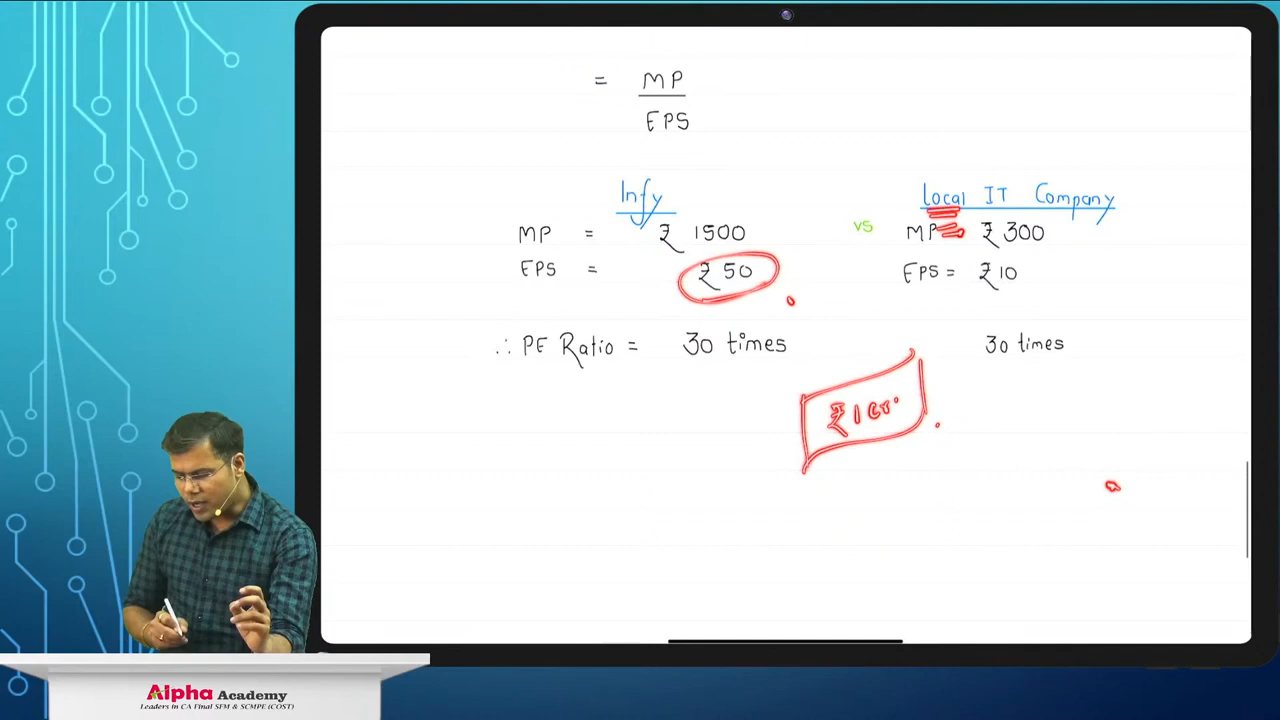 = MP
EPS
Infy
vs
Local IT Company
MP = ₹ 1500
MP = ₹ 300
EPS = ₹ 50
EPS = ₹ 10
∴ PE Ratio = 30 times
30 times
₹ 1 cr.
Alpha Academy
Leaders in CA Final SFM & SCMPE (COST)